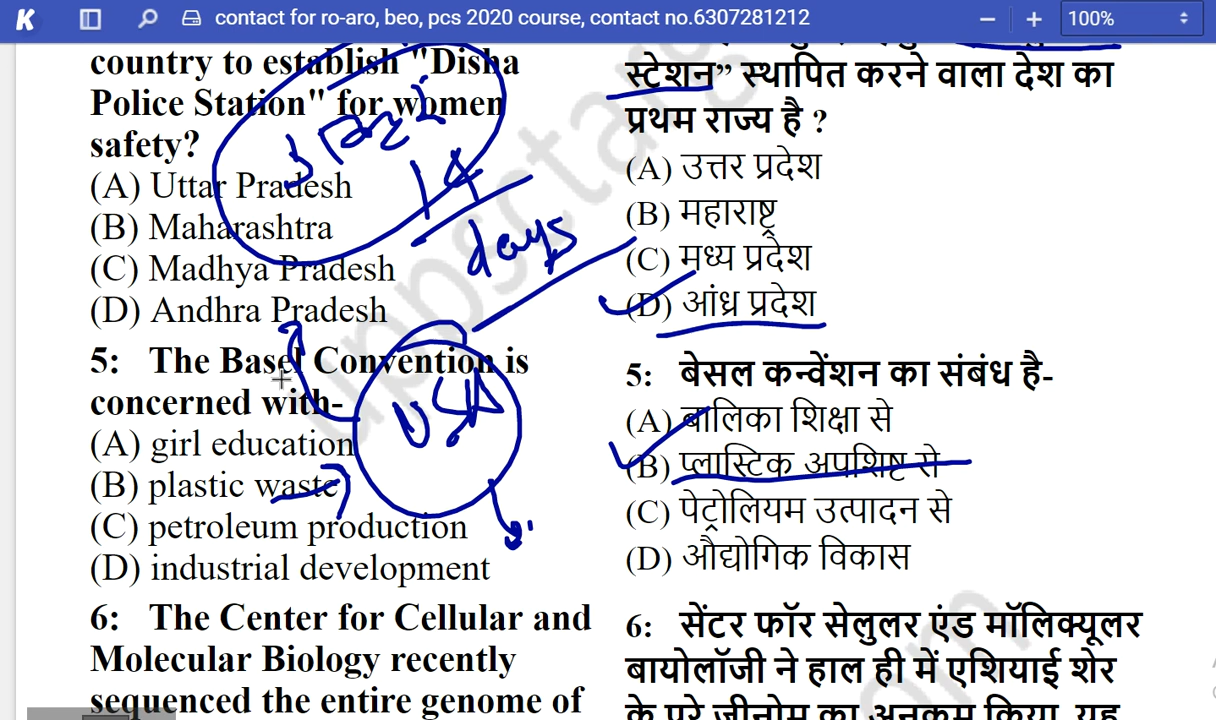 K contact for ro-aro, beo, pcs 2020 course, contact no.6307281212 100%
country to establish "Disha
Police Station" for women
safety?
(A) Uttar Pradesh
(B) Maharashtra
(C) Madhya Pradesh
(D) Andhra Pradesh
14
days
5: The Basel Convention is
concerned with-
(A) girl education
(B) plastic waste
(C) petroleum production
(D) industrial development
USA
6: The Center for Cellular and
Molecular Biology recently
sequenced the entire genome of
स्टेशन” स्थापित करने वाला देश का
प्रथम राज्य है ?
(A) उत्तर प्रदेश
(B) महाराष्ट्र
(C) मध्य प्रदेश
(D) आंध्र प्रदेश
5: बेसल कन्वेंशन का संबंध है-
(A) बालिका शिक्षा से
(B) प्लास्टिक अपशिष्ट से
(C) पेट्रोलियम उत्पादन से
(D) औद्योगिक विकास
6: सेंटर फॉर सेलुलर एंड मॉलिक्यूलर
बायोलॉजी ने हाल ही में एशियाई शेर
के पूरे जीनोम का अनुक्रम किया, यह